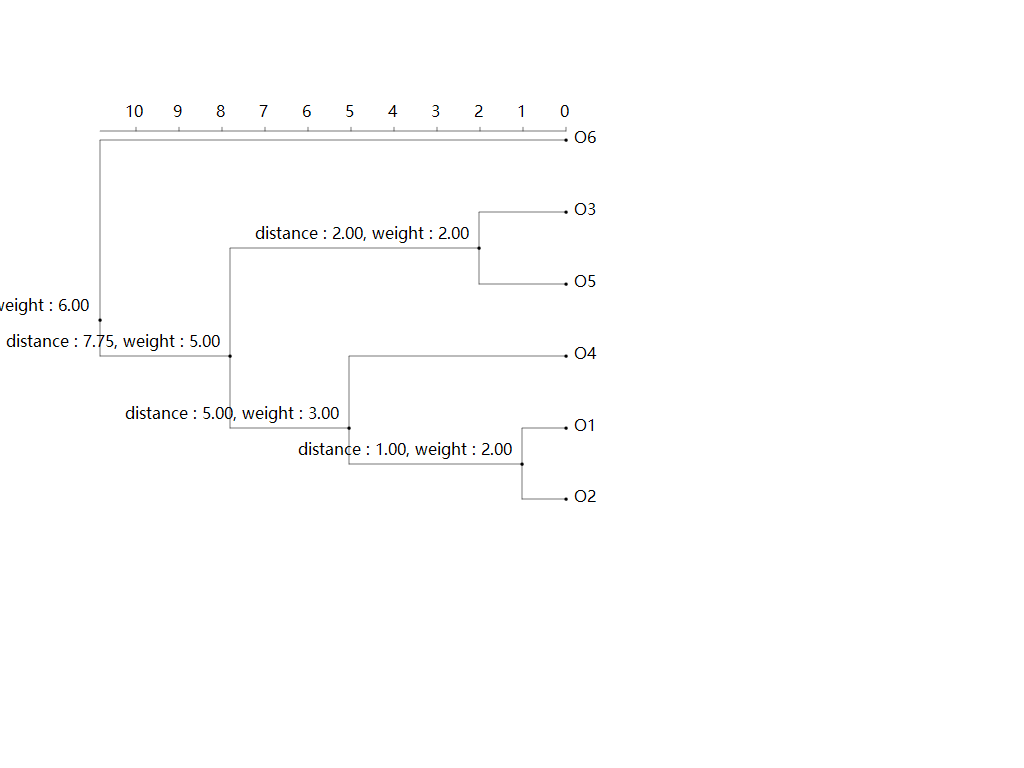 10 9 8 7 6 5 4 3 2 1 0
O6
O3
distance : 2.00, weight : 2.00
O5
weight : 6.00
distance : 7.75, weight : 5.00
O4
distance : 5.00, weight : 3.00
O1
distance : 1.00, weight : 2.00
O2